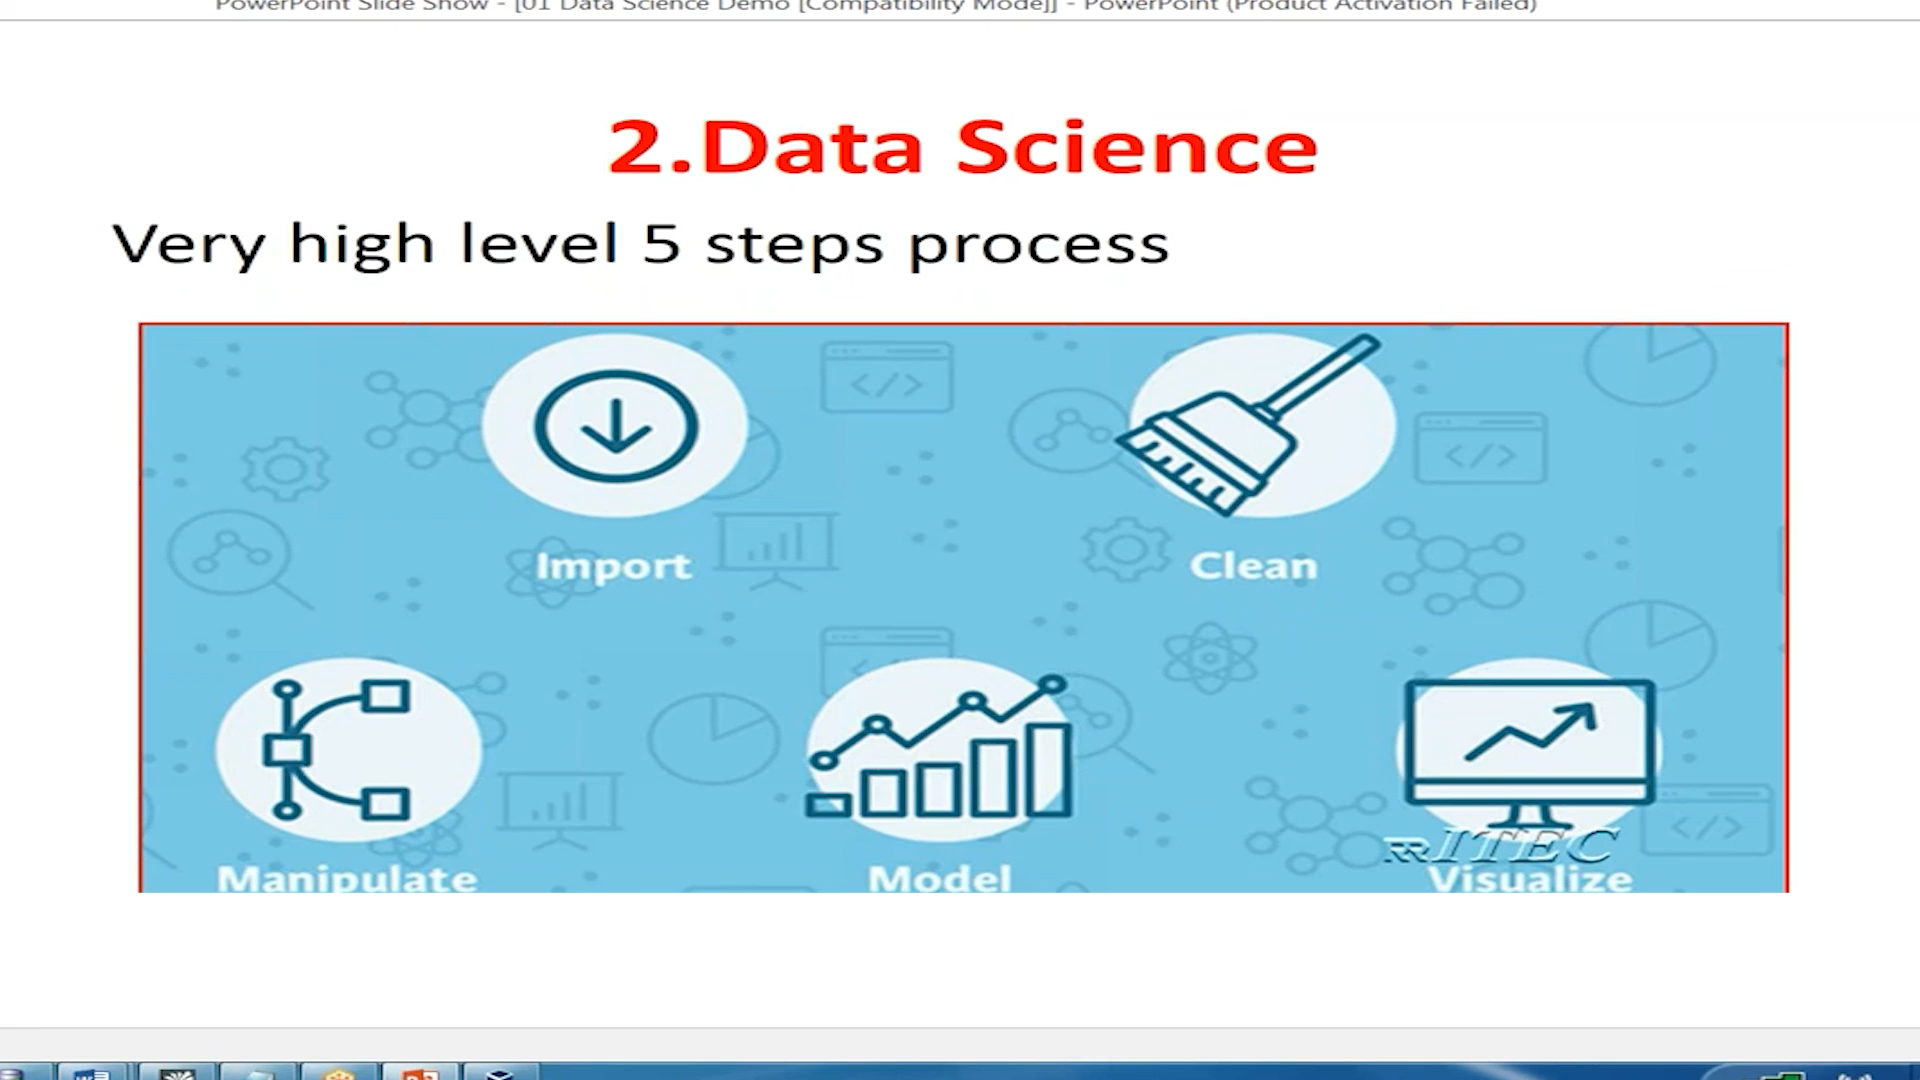 PowerPoint Slide Show - [01 Data Science Demo [Compatibility Mode]] - PowerPoint (Product Activation Failed)
2.Data Science
Very high level 5 steps process
</>
</>
Import
Clean
</>
Manipulate
Model
Visualize
RRITEC